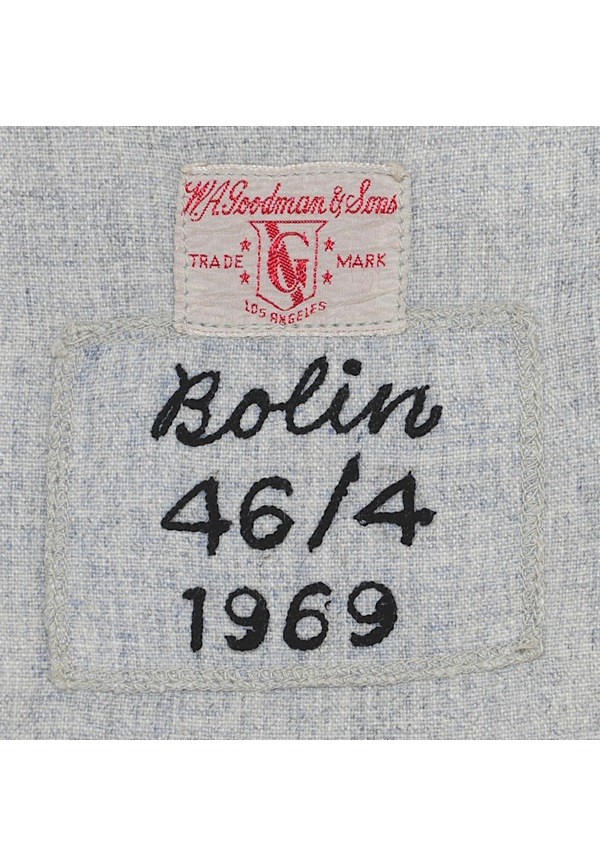 W.A. Goodman & Sons
G
TRADE MARK
LOS ANGELES
Bolin
46/4
1969